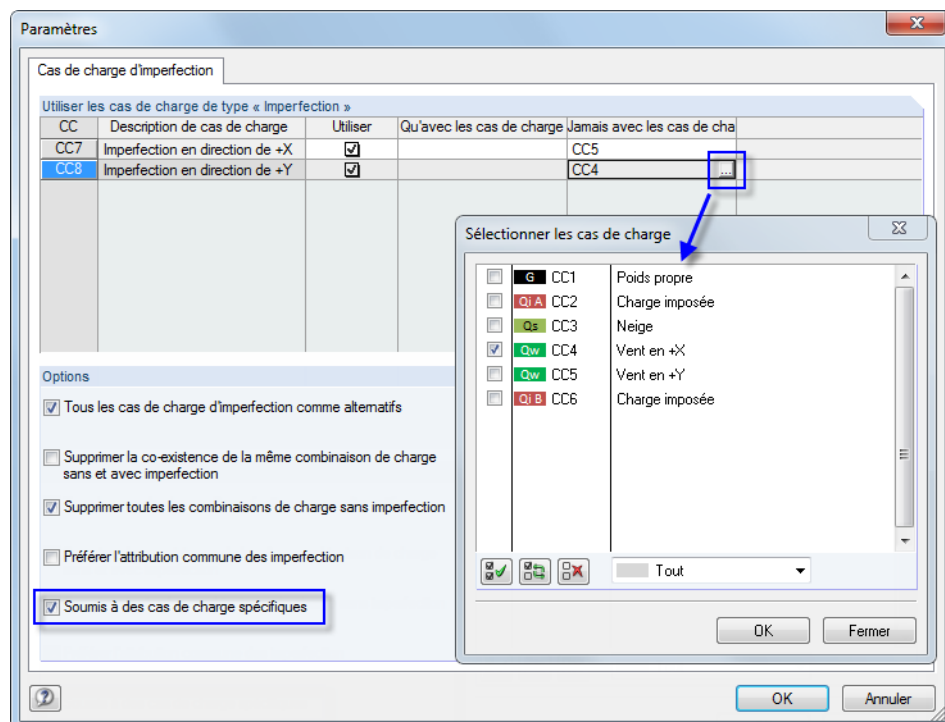 Paramètres
Cas de charge d'imperfection
Utiliser les cas de charge de type « Imperfection »
CC Description de cas de charge Utiliser Qu'avec les cas de charge Jamais avec les cas de cha
CC7 Imperfection en direction de +X CC5
CC8 Imperfection en direction de +Y CC4 ...
Sélectionner les cas de charge
G CC1 Poids propre
Qi A CC2 Charge imposée
Qs CC3 Neige
Qw CC4 Vent en +X
Qw CC5 Vent en +Y
Qi B CC6 Charge imposée
Tout
OK Fermer
Options
Tous les cas de charge d'imperfection comme alternatifs
Supprimer la co-existence de la même combinaison de charge
sans et avec imperfection
Supprimer toutes les combinaisons de charge sans imperfection
Préférer l'attribution commune des imperfection
Soumis à des cas de charge spécifiques
OK Annuler